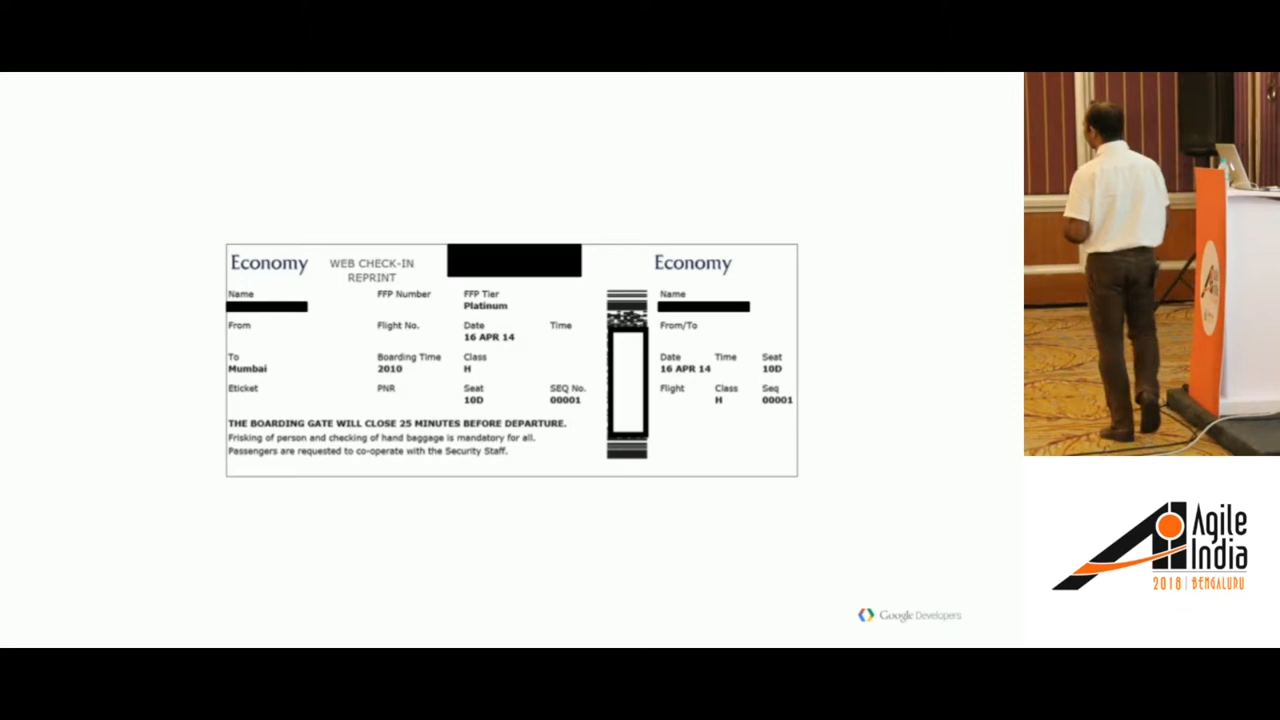 Economy WEB CHECK-IN Economy
REPRINT
Name FFP Number FFP Tier Name
Platinum
From Flight No. Date Time From/To
16 APR 14
To Boarding Time Class Date Time Seat
Mumbai 2010 H 16 APR 14 10D
Eticket PNR Seat SEQ No. Flight Class Seq
10D 00001 H 00001
THE BOARDING GATE WILL CLOSE 25 MINUTES BEFORE DEPARTURE.
Frisking of person and checking of hand baggage is mandatory for all.
Passengers are requested to co-operate with the Security Staff.
Google Developers
Agile
India
2018 | BENGALURU